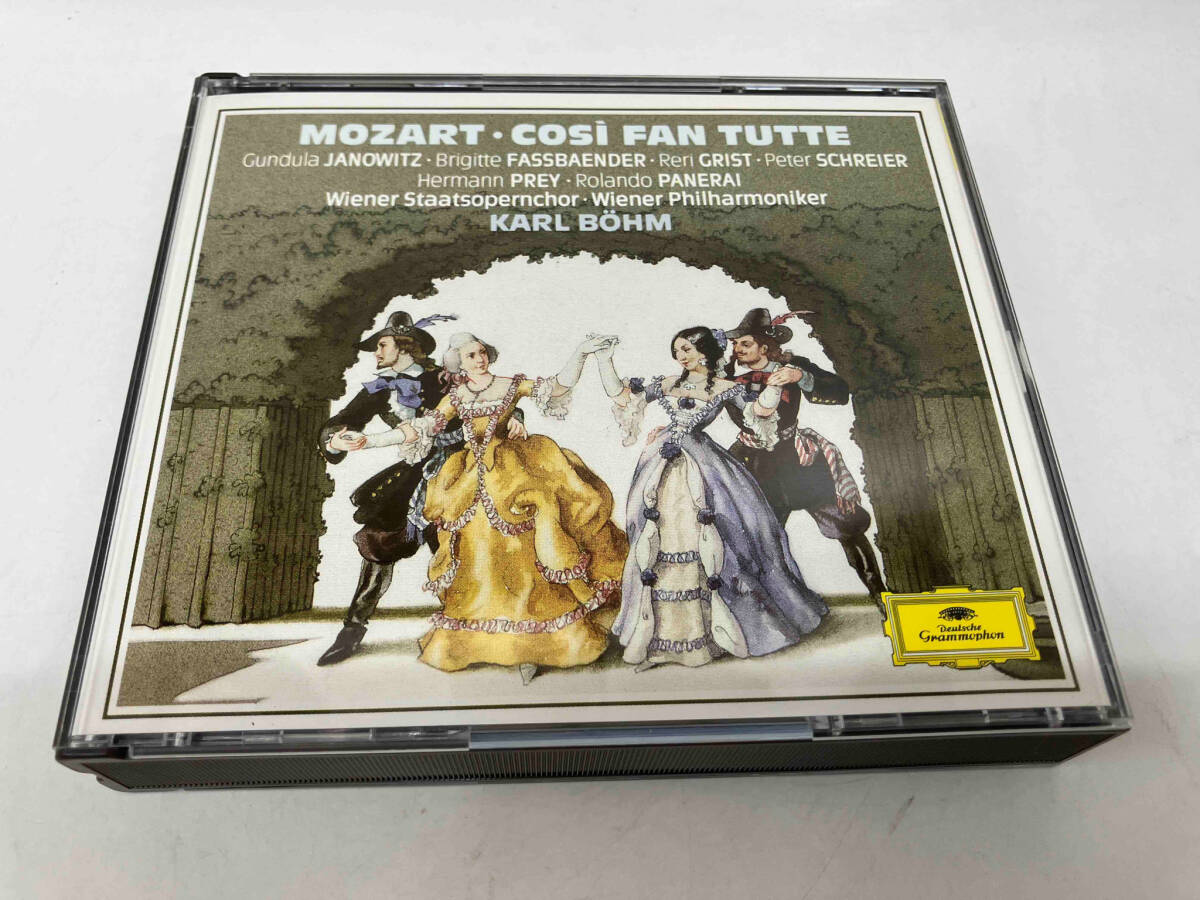 MOZART · COSÌ FAN TUTTE
Gundula JANOWITZ · Brigitte FASSBAENDER · Reri GRIST · Peter SCHREIER
Hermann PREY · Rolando PANERAI
Wiener Staatsopernchor · Wiener Philharmoniker
KARL BÖHM
Deutsche
Grammophon